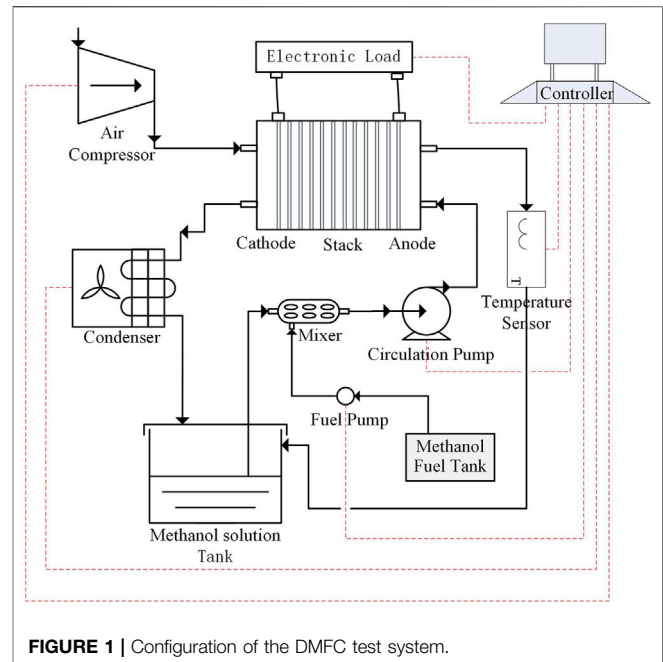 Electronic Load
Controller
Air
Compressor
Cathode
Stack
Anode
T
Temperature
Sensor
Condenser
Mixer
Circulation Pump
Fuel Pump
Methanol
Fuel Tank
Methanol solution
Tank
FIGURE 1 | Configuration of the DMFC test system.